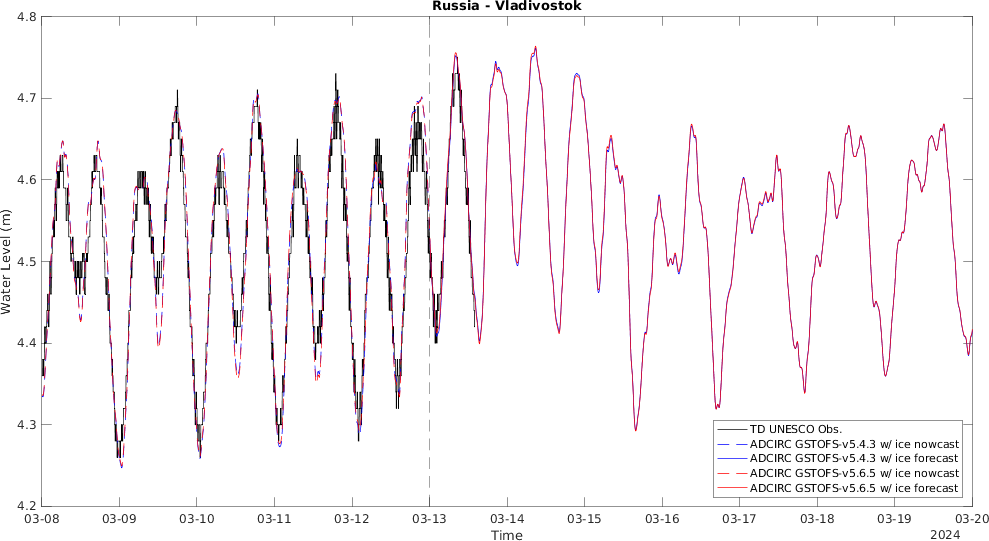 Russia - Vladivostok
Water Level (m)
4.8
4.7
4.6
4.5
4.4
4.3
4.2
TD UNESCO Obs.
ADCIRC GSTOFS-v5.4.3 w/ ice nowcast
ADCIRC GSTOFS-v5.4.3 w/ ice forecast
ADCIRC GSTOFS-v5.6.5 w/ ice nowcast
ADCIRC GSTOFS-v5.6.5 w/ ice forecast
03-08 03-09 03-10 03-11 03-12 03-13 03-14 03-15 03-16 03-17 03-18 03-19 03-20
Time
2024